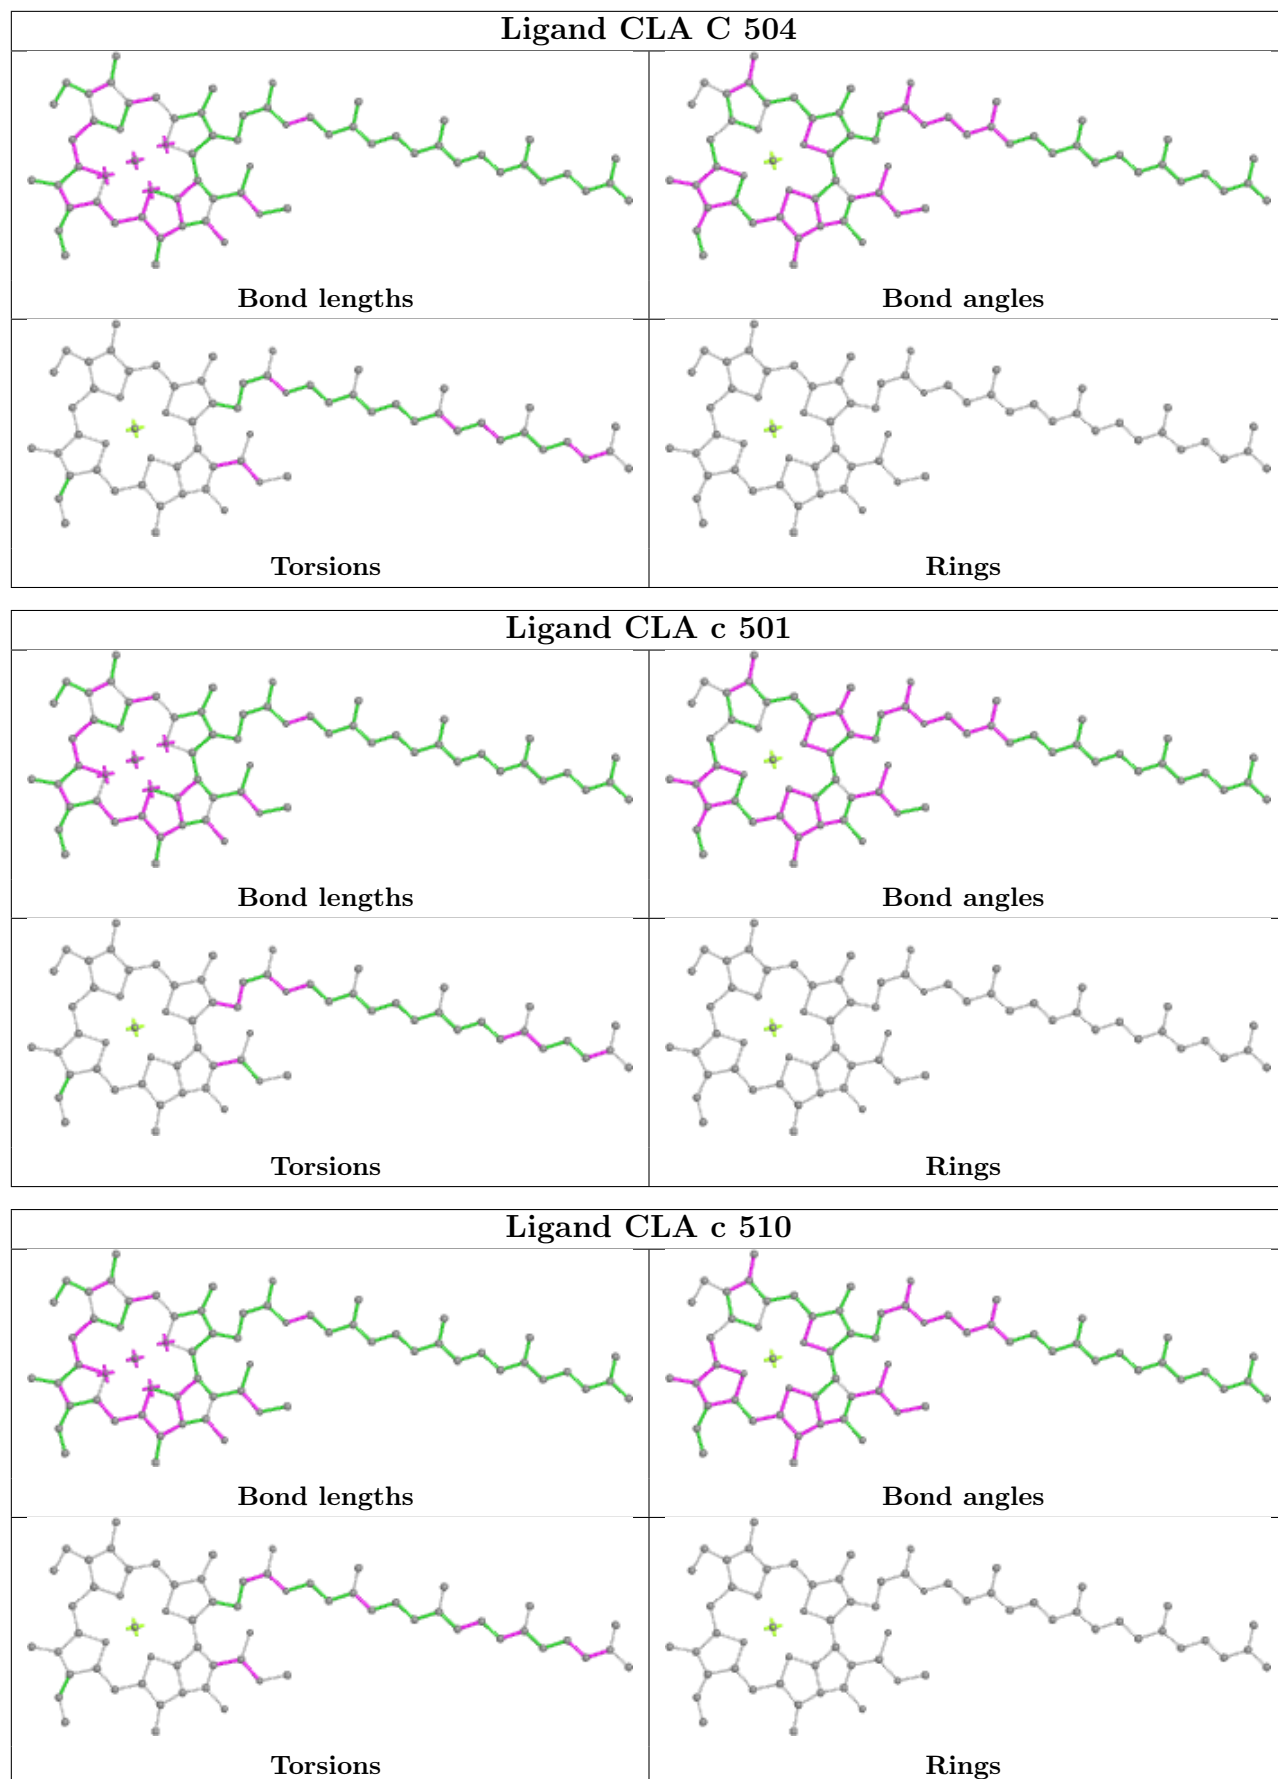 Ligand CLA C 504
Bond lengths
Bond angles
Torsions
Rings
Ligand CLA c 501
Bond lengths
Bond angles
Torsions
Rings
Ligand CLA c 510
Bond lengths
Bond angles
Torsions
Rings